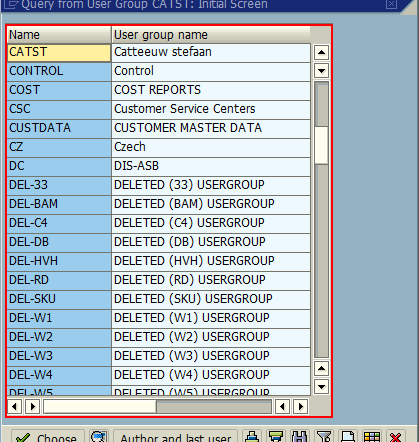 Query from User Group CATST: Initial Screen
Name User group name
CATST Catteeuw stefaan
CONTROL Control
COST COST REPORTS
CSC Customer Service Centers
CUSTDATA CUSTOMER MASTER DATA
CZ Czech
DC DIS-ASB
DEL-33 DELETED (33) USERGROUP
DEL-BAM DELETED (BAM) USERGROUP
DEL-C4 DELETED (C4) USERGROUP
DEL-DB DELETED (DB) USERGROUP
DEL-HVH DELETED (HVH) USERGROUP
DEL-RD DELETED (RD) USERGROUP
DEL-SKU DELETED (SKU) USERGROUP
DEL-W1 DELETED (W1) USERGROUP
DEL-W2 DELETED (W2) USERGROUP
DEL-W3 DELETED (W3) USERGROUP
DEL-W4 DELETED (W4) USERGROUP
DEL-W5 DELETED (W5) USERGROUP
Choose Author and last user